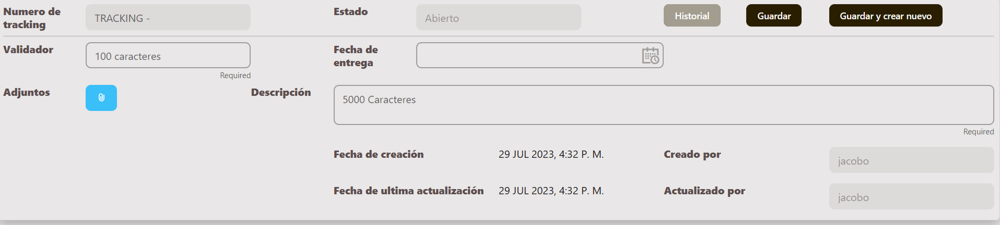 Numero de
tracking
TRACKING -
Estado
Abierto
Historial
Guardar
Guardar y crear nuevo
Validador
100 caracteres
Required
Fecha de
entrega
Adjuntos
Descripción
5000 Caracteres
Required
Fecha de creación
29 JUL 2023, 4:32 P. M.
Creado por
jacobo
Fecha de ultima actualización
29 JUL 2023, 4:32 P. M.
Actualizado por
jacobo